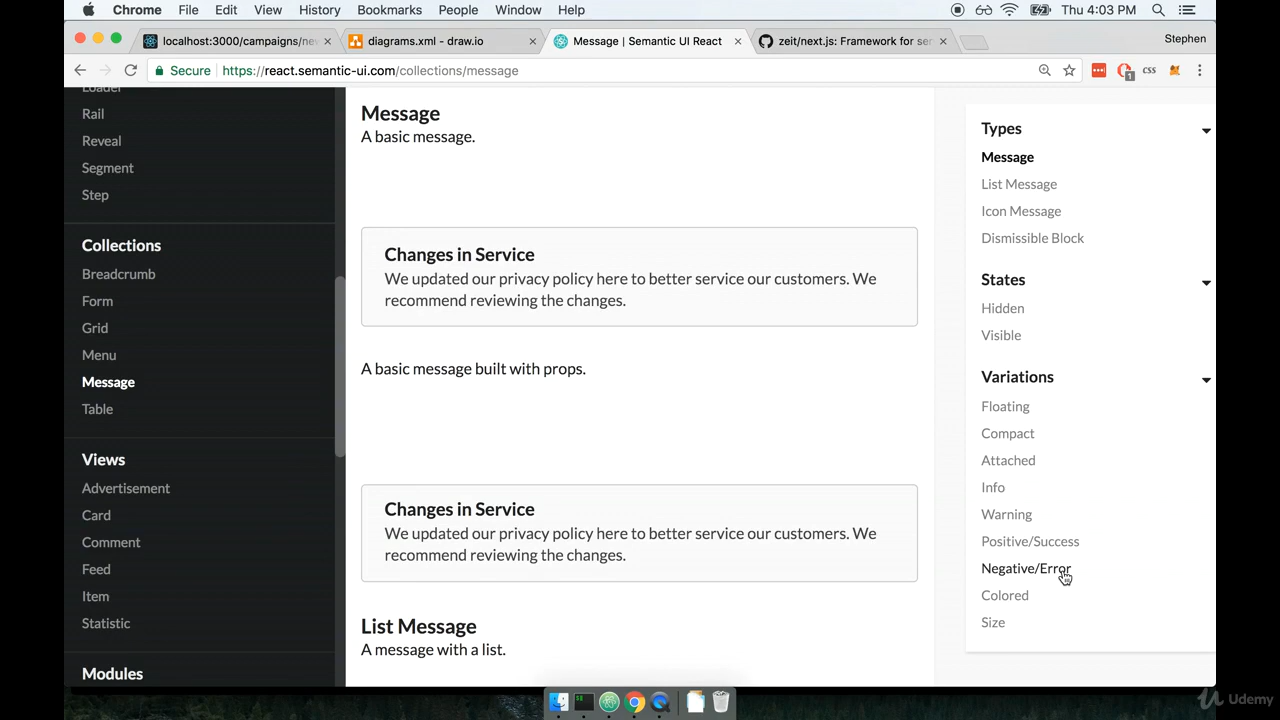 Chrome File Edit View History Bookmarks People Window Help Thu 4:03 PM
localhost:3000/campaigns/ne
diagrams.xml - draw.io
Message | Semantic UI React
zeit/next.js: Framework for ser
Stephen
Secure https://react.semantic-ui.com/collections/message
CSS
1
Loader
Rail
Reveal
Segment
Step
Collections
Breadcrumb
Form
Grid
Menu
Message
Table
Views
Advertisement
Card
Comment
Feed
Item
Statistic
Modules
Message
A basic message.
Changes in Service
We updated our privacy policy here to better service our customers. We
recommend reviewing the changes.
A basic message built with props.
Changes in Service
We updated our privacy policy here to better service our customers. We
recommend reviewing the changes.
List Message
A message with a list.
Types
Message
List Message
Icon Message
Dismissible Block
States
Hidden
Visible
Variations
Floating
Compact
Attached
Info
Warning
Positive/Success
Negative/Error
Colored
Size
Udemy